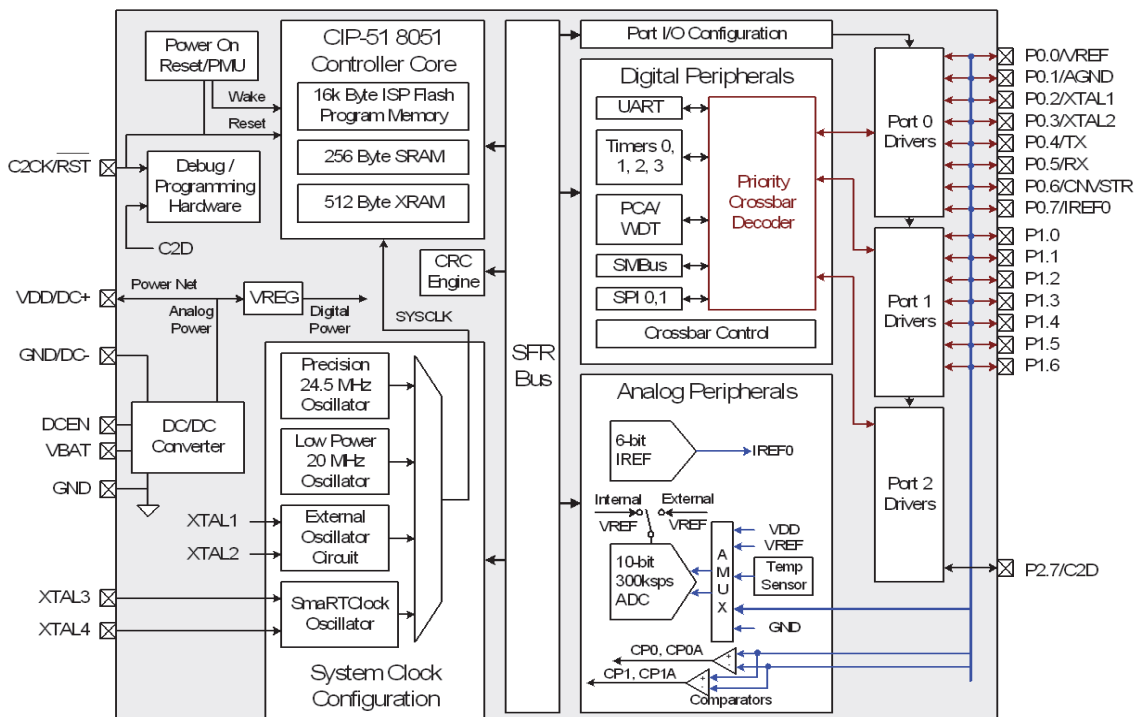 Power On
Reset/PMU
Wake
Reset
C2CK/RST
Debug /
Programming
Hardware
C2D
VDD/DC+
Power Net
Analog
Power
VREG
Digital
Power
GND/DC-
DCEN
VBAT
GND
DC/DC
Converter
XTAL1
XTAL2
XTAL3
XTAL4
CIP-51 8051
Controller Core
16k Byte ISP Flash
Program Memory
256 Byte SRAM
512 Byte XRAM
CRC
Engine
SYSCLK
Precision
24.5 MHz
Oscillator
Low Power
20 MHz
Oscillator
External
Oscillator
Circuit
SmaRTClock
Oscillator
System Clock
Configuration
SFR
Bus
Port I/O Configuration
Digital Peripherals
UART
Timers 0,
1, 2, 3
PCA/
WDT
SMBus
SPI 0,1
Priority
Crossbar
Decoder
Crossbar Control
Analog Peripherals
6-bit
IREF
IREF0
Internal
VREF
External
VREF
10-bit
300ksps
ADC
A
M
U
X
VDD
VREF
Temp
Sensor
GND
CP0, CP0A
CP1, CP1A
+
-
+
-
Comparators
Port 0
Drivers
Port 1
Drivers
Port 2
Drivers
P0.0/VREF
P0.1/AGND
P0.2/XTAL1
P0.3/XTAL2
P0.4/TX
P0.5/RX
P0.6/CNVSTR
P0.7/IREF0
P1.0
P1.1
P1.2
P1.3
P1.4
P1.5
P1.6
P2.7/C2D